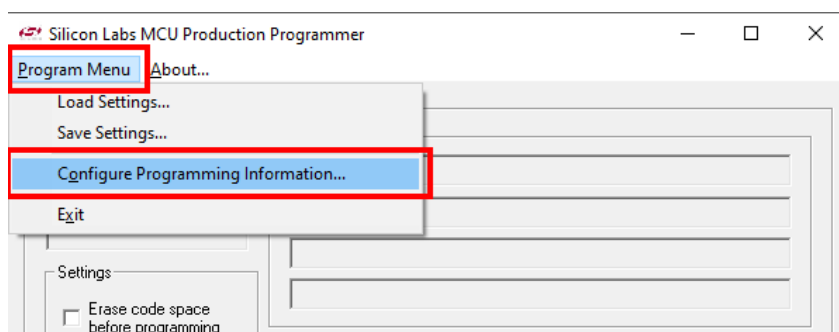 Silicon Labs MCU Production Programmer
Program Menu About...
Load Settings...
Save Settings...
Configure Programming Information...
Exit
Settings
Erase code space
before programming